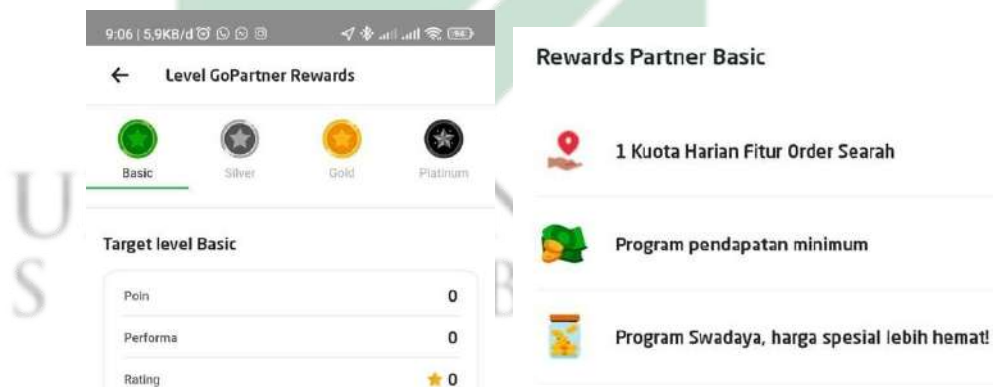 9:06 | 5,9KB/d
Level GoPartner Rewards
Basic
Silver
Gold
Platinum
Target level Basic
Poin 0
Performa 0
Rating 0
Rewards Partner Basic
1 Kuota Harian Fitur Order Searah
Program pendapatan minimum
Program Swadaya, harga spesial lebih hemat!